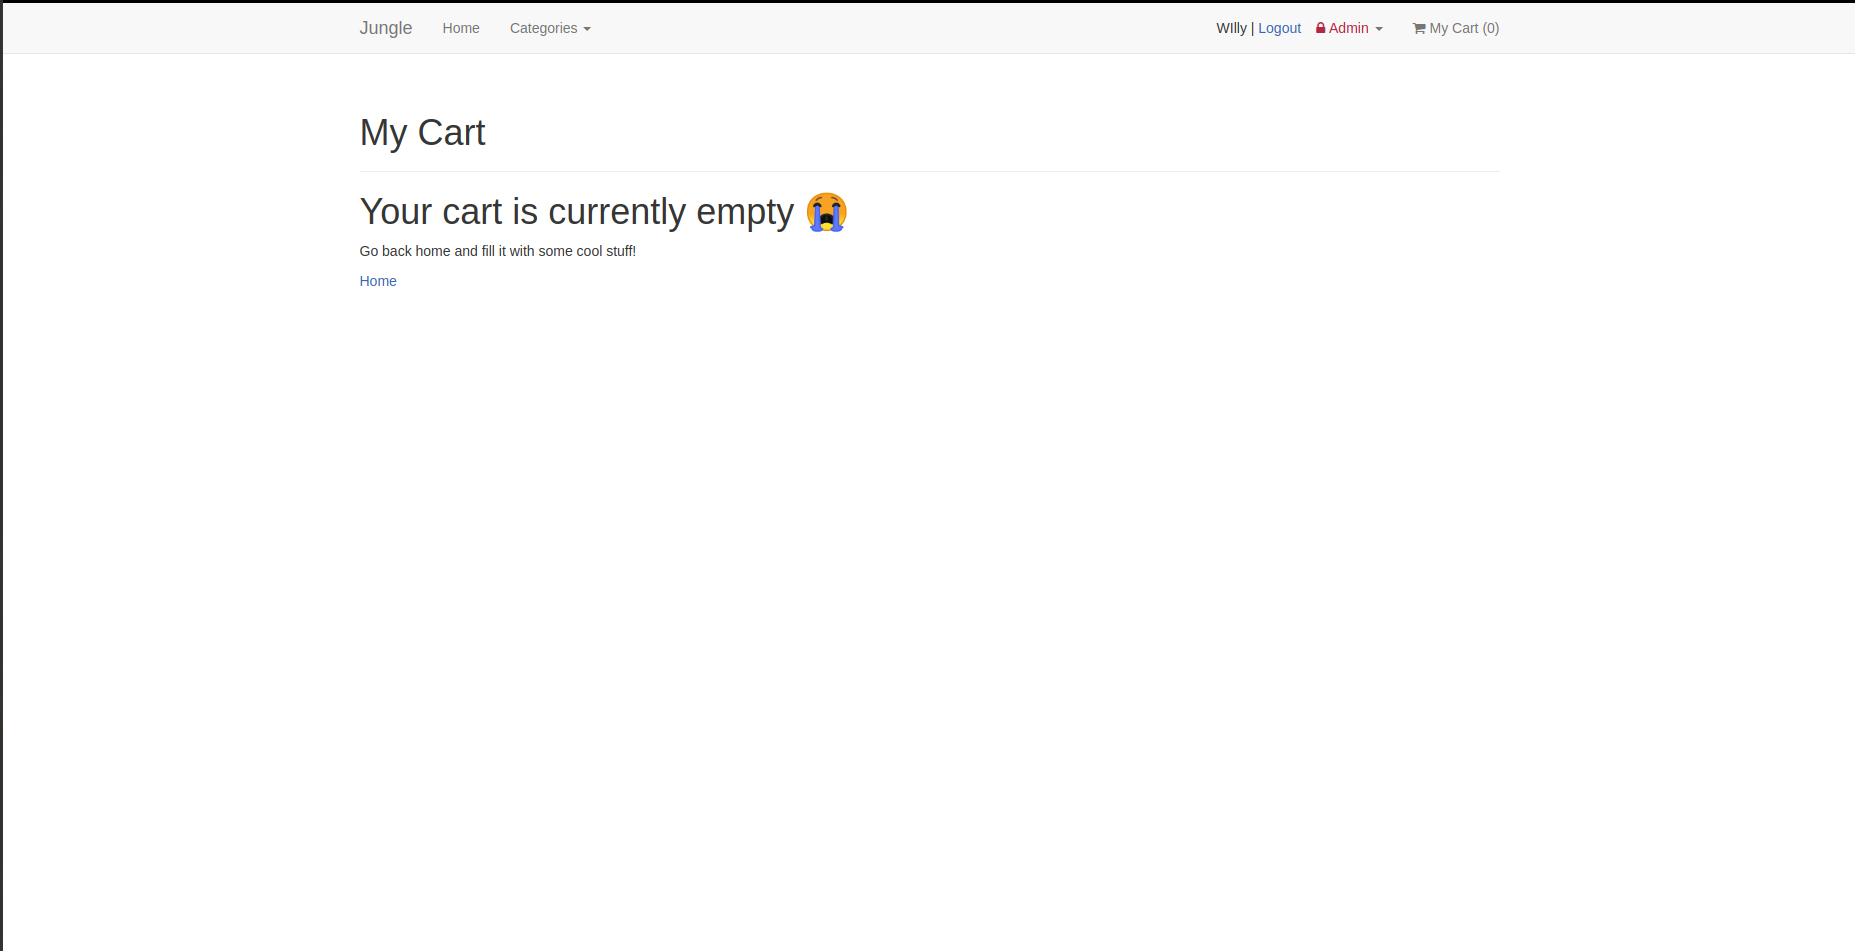 Jungle Home Categories WIlly | Logout Admin My Cart (0)
My Cart
Your cart is currently empty 😭
Go back home and fill it with some cool stuff!
Home